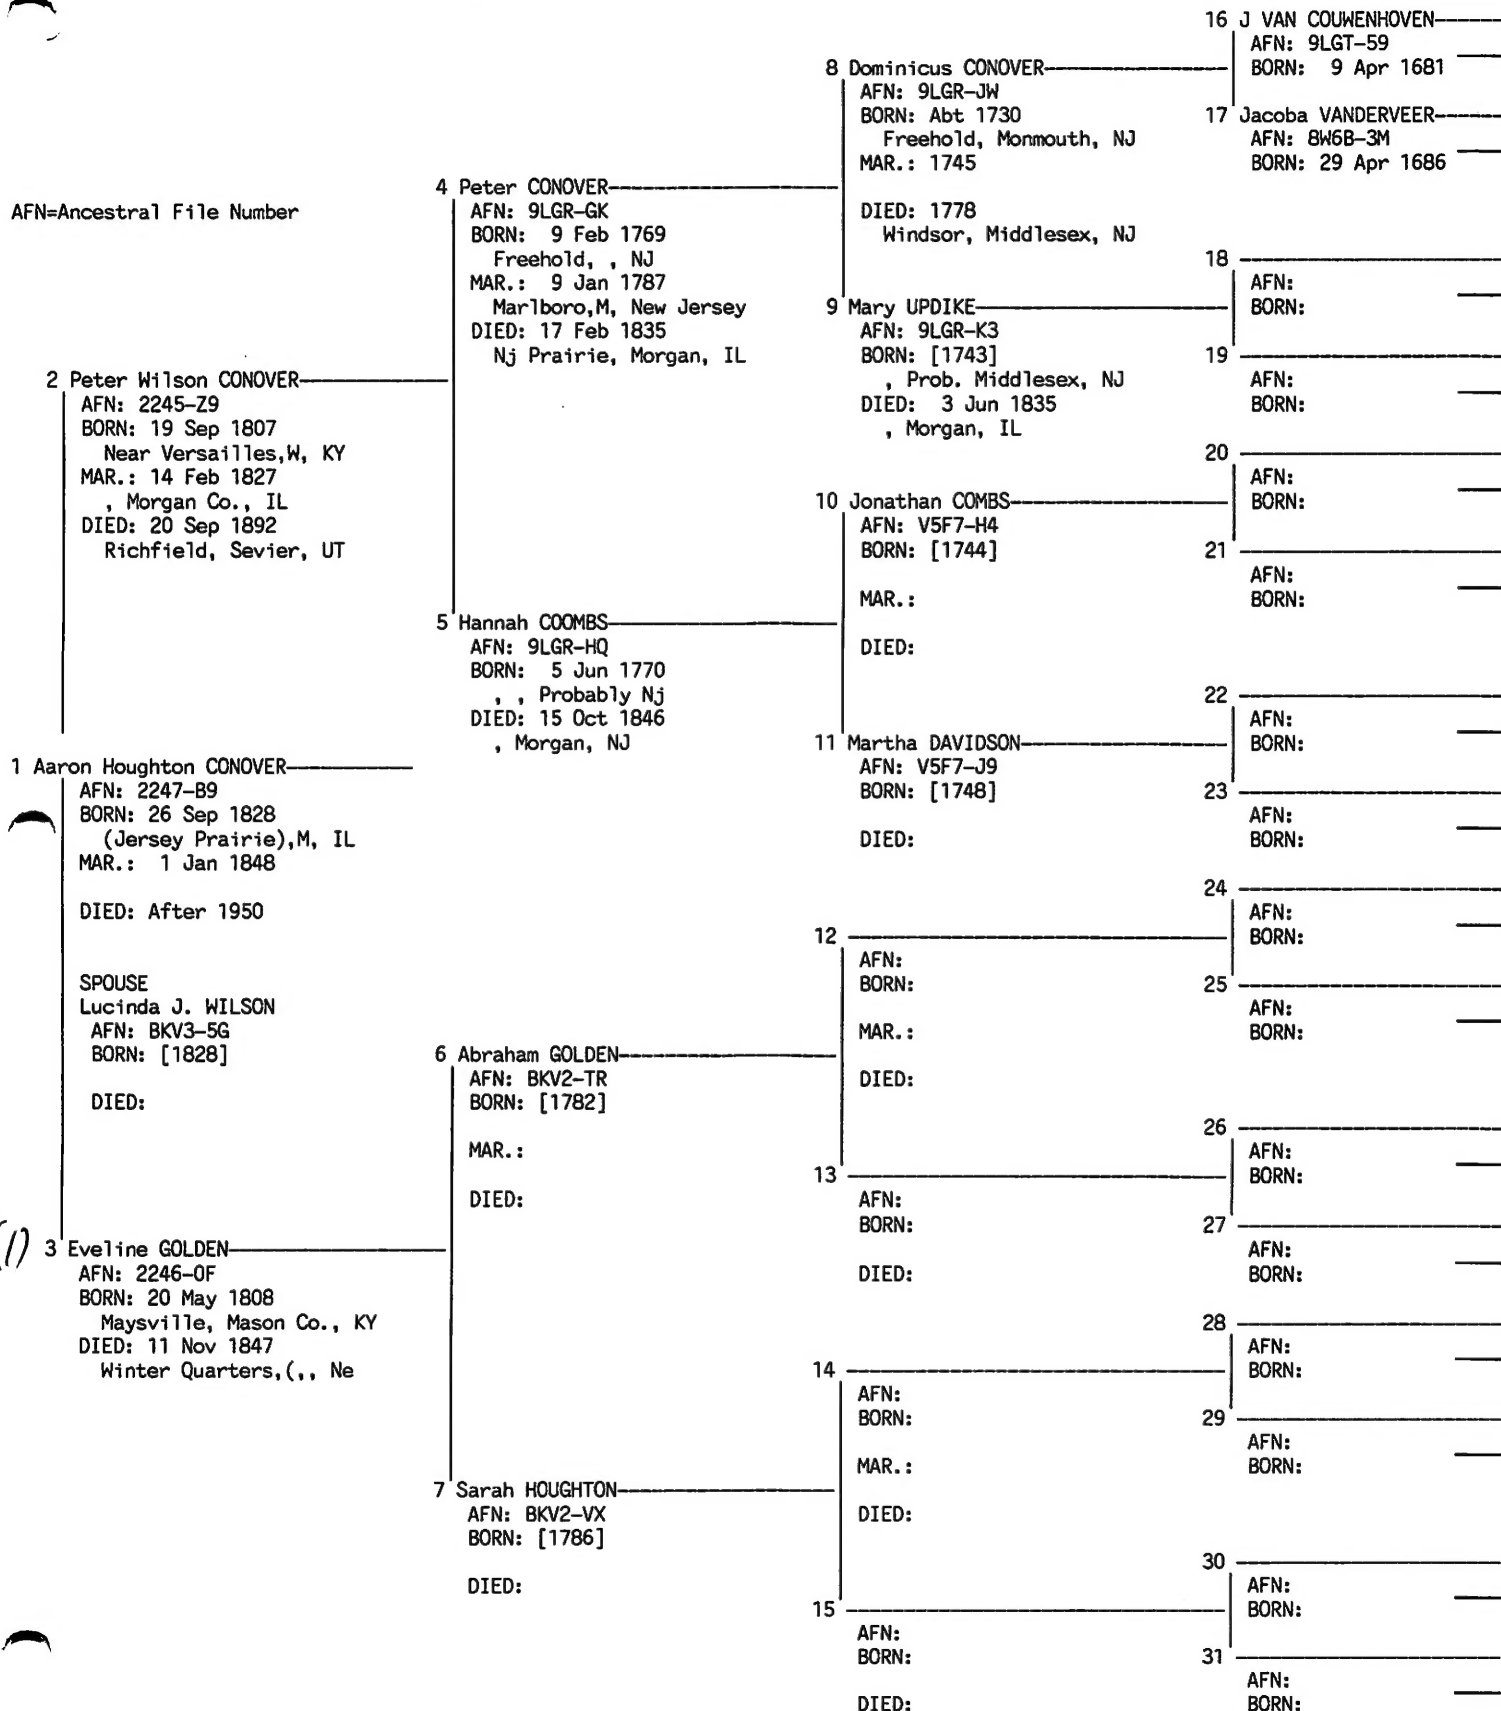 AFN=Ancestral File Number
1 Aaron Houghton CONOVER
AFN: 2247-B9
BORN: 26 Sep 1828
(Jersey Prairie),M, IL
MAR.: 1 Jan 1848
DIED: After 1950
SPOUSE
Lucinda J. WILSON
AFN: BKV3-5G
BORN: [1828]
DIED:
2 Peter Wilson CONOVER
AFN: 2245-Z9
BORN: 19 Sep 1807
Near Versailles,W, KY
MAR.: 14 Feb 1827
, Morgan Co., IL
DIED: 20 Sep 1892
Richfield, Sevier, UT
(1) 3 Eveline GOLDEN
AFN: 2246-0F
BORN: 20 May 1808
Maysville, Mason Co., KY
DIED: 11 Nov 1847
Winter Quarters,(,, Ne
4 Peter CONOVER
AFN: 9LGR-GK
BORN: 9 Feb 1769
Freehold, , NJ
MAR.: 9 Jan 1787
Marlboro,M, New Jersey
DIED: 17 Feb 1835
Nj Prairie, Morgan, IL
5 Hannah COOMBS
AFN: 9LGR-HQ
BORN: 5 Jun 1770
, , Probably Nj
DIED: 15 Oct 1846
, Morgan, NJ
6 Abraham GOLDEN
AFN: BKV2-TR
BORN: [1782]
MAR.:
DIED:
7 Sarah HOUGHTON
AFN: BKV2-VX
BORN: [1786]
DIED:
8 Dominicus CONOVER
AFN: 9LGR-JW
BORN: Abt 1730
Freehold, Monmouth, NJ
MAR.: 1745
DIED: 1778
Windsor, Middlesex, NJ
9 Mary UPDIKE
AFN: 9LGR-K3
BORN: [1743]
, Prob. Middlesex, NJ
DIED: 3 Jun 1835
, Morgan, IL
10 Jonathan COMBS
AFN: V5F7-H4
BORN: [1744]
MAR.:
DIED:
11 Martha DAVIDSON
AFN: V5F7-J9
BORN: [1748]
DIED:
12
AFN:
BORN:
MAR.:
DIED:
13
AFN:
BORN:
DIED:
14
AFN:
BORN:
MAR.:
DIED:
15
AFN:
BORN:
DIED:
16 J VAN COUWENHOVEN
AFN: 9LGT-59
BORN: 9 Apr 1681
17 Jacoba VANDERVEER
AFN: 8W6B-3M
BORN: 29 Apr 1686
18
AFN:
BORN:
19
AFN:
BORN:
20
AFN:
BORN:
21
AFN:
BORN:
22
AFN:
BORN:
23
AFN:
BORN:
24
AFN:
BORN:
25
AFN:
BORN:
26
AFN:
BORN:
27
AFN:
BORN:
28
AFN:
BORN:
29
AFN:
BORN:
30
AFN:
BORN:
31
AFN:
BORN: